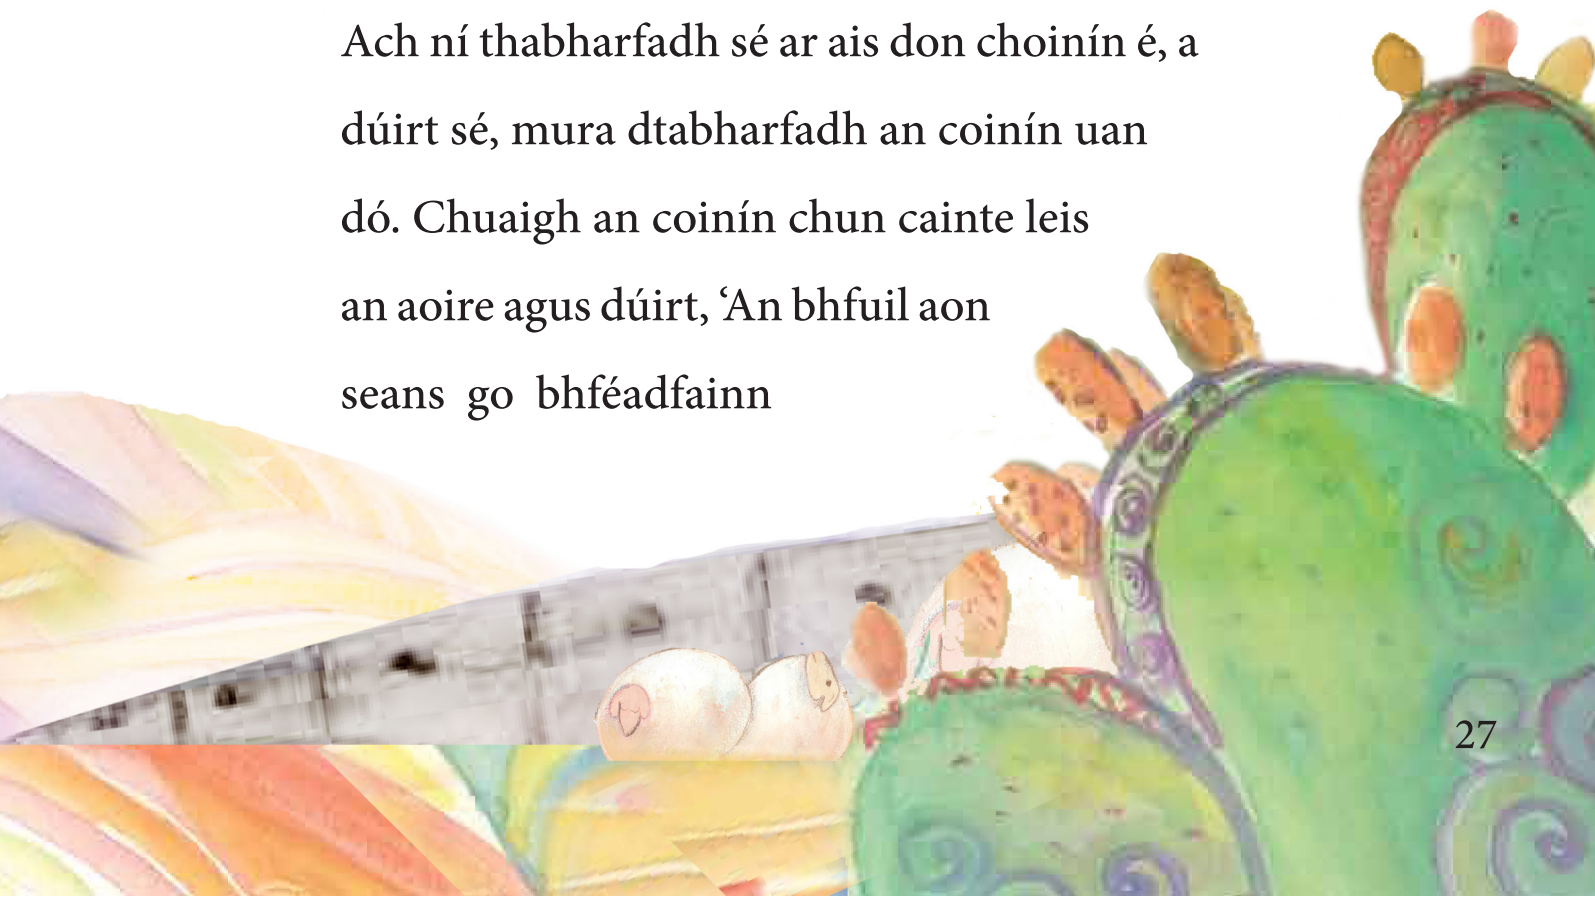 Ach ní thabharfadh sé ar ais don choinín é, a
dúirt sé, mura dtabharfadh an coinín uan
dó. Chuaigh an coinín chun cainte leis
an aoire agus dúirt, ‘An bhfuil aon
seans go bhféadfainn
27